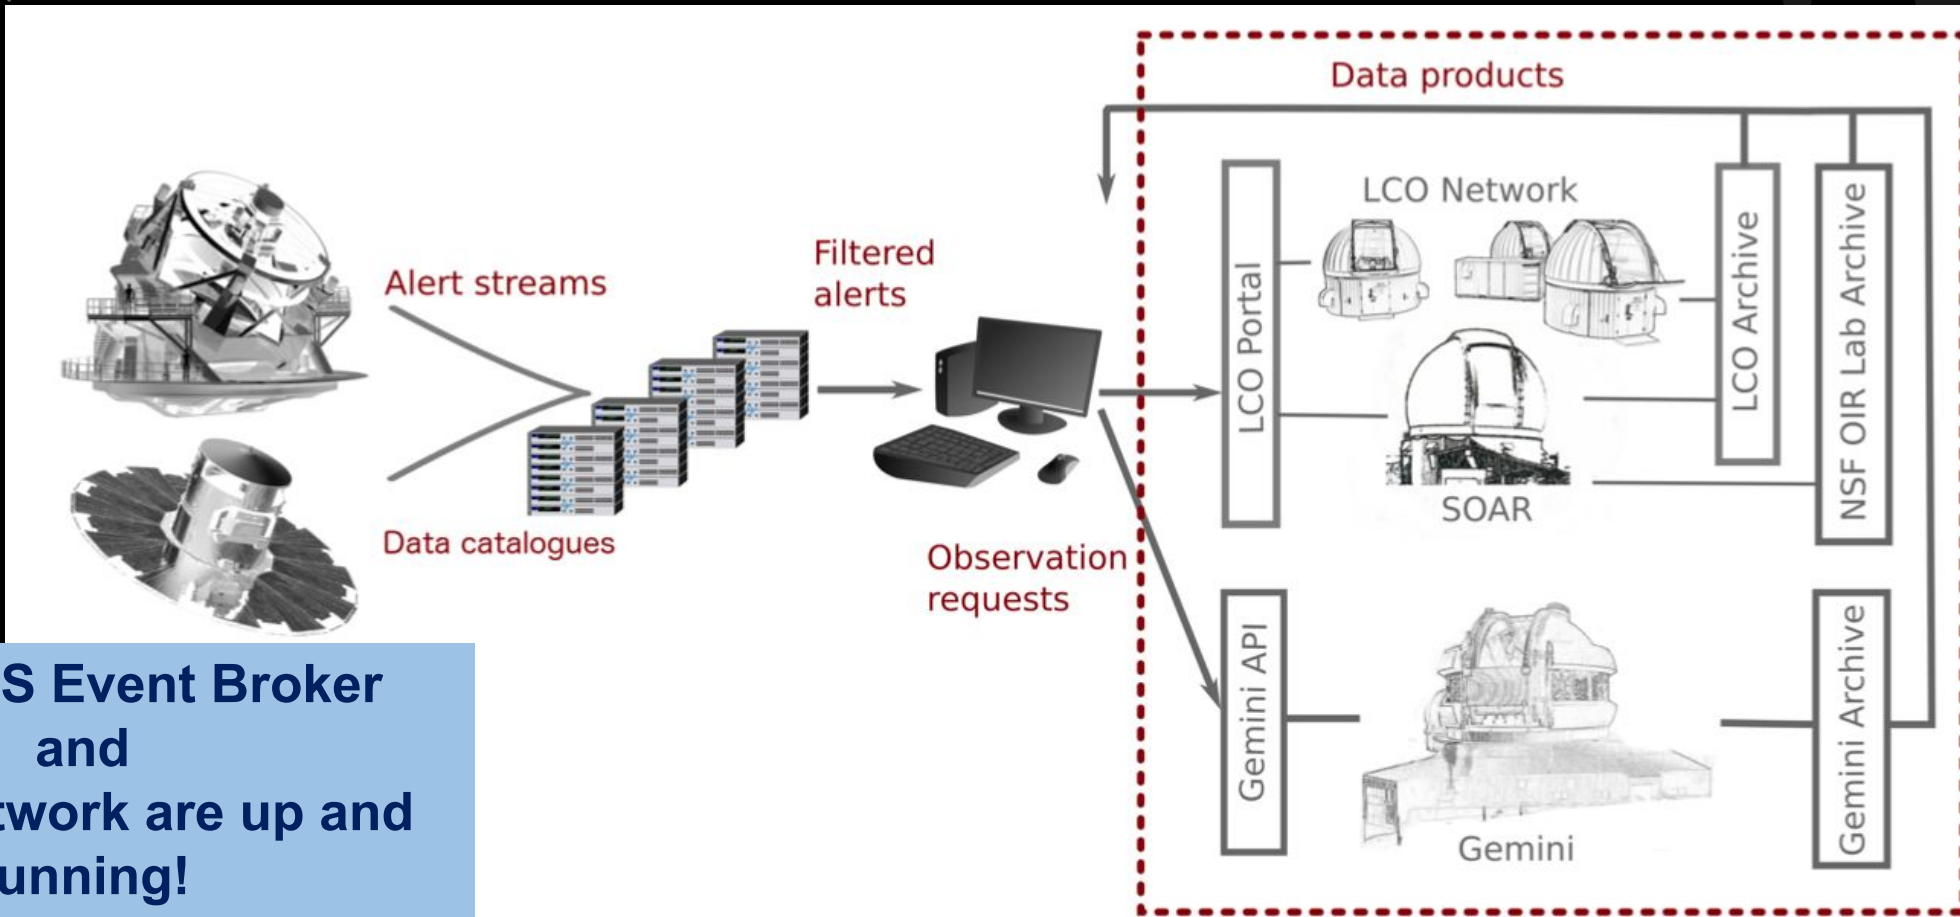 Data products
Alert streams
Filtered
alerts
Data catalogues
Observation
requests
LCO Portal
LCO Network
SOAR
LCO Archive
NSF OIR Lab Archive
Gemini API
Gemini
Gemini Archive
S Event Broker
and
twork are up and
unning!